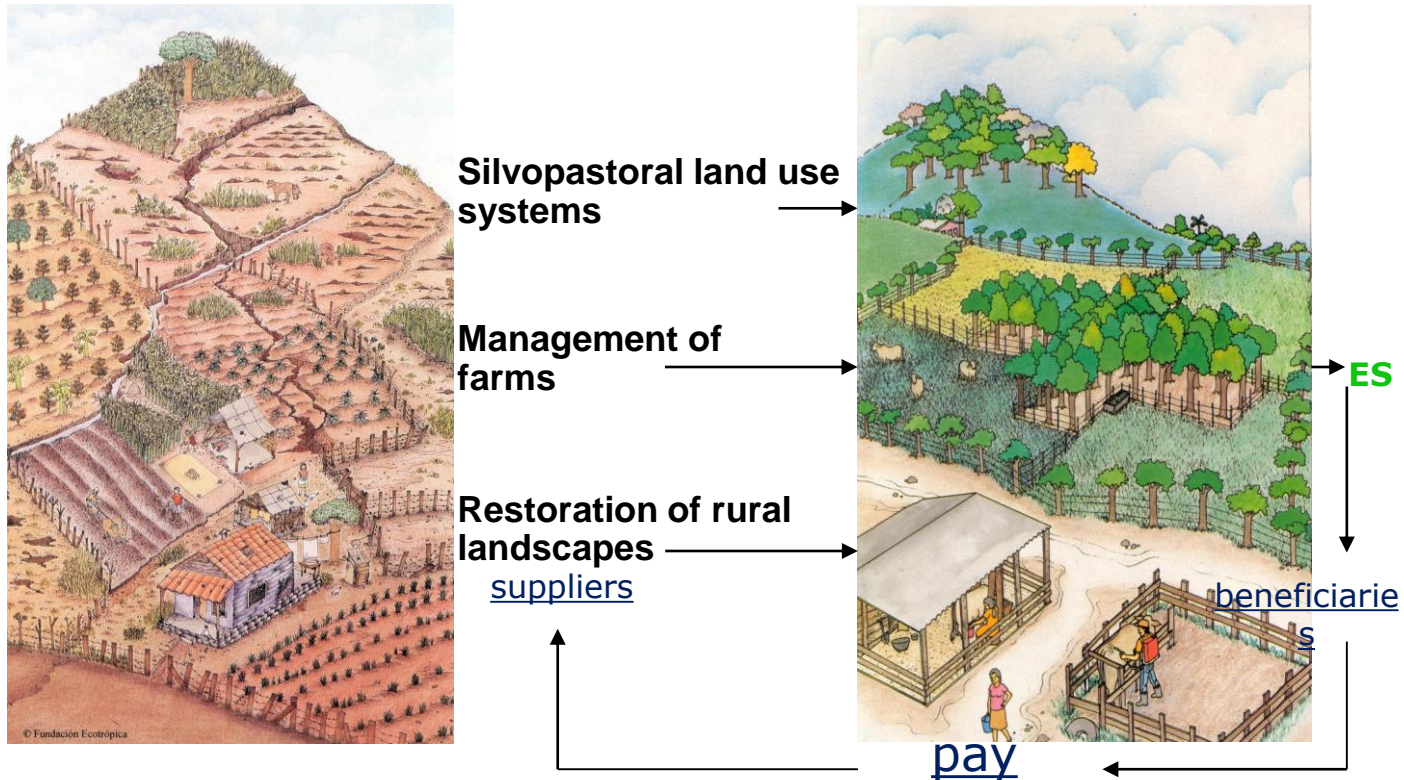 Silvopastoral land use
systems
Management of
farms
Restoration of rural
landscapes
suppliers
ES
beneficiarie
s
pay
© Fundación Ecotrópica